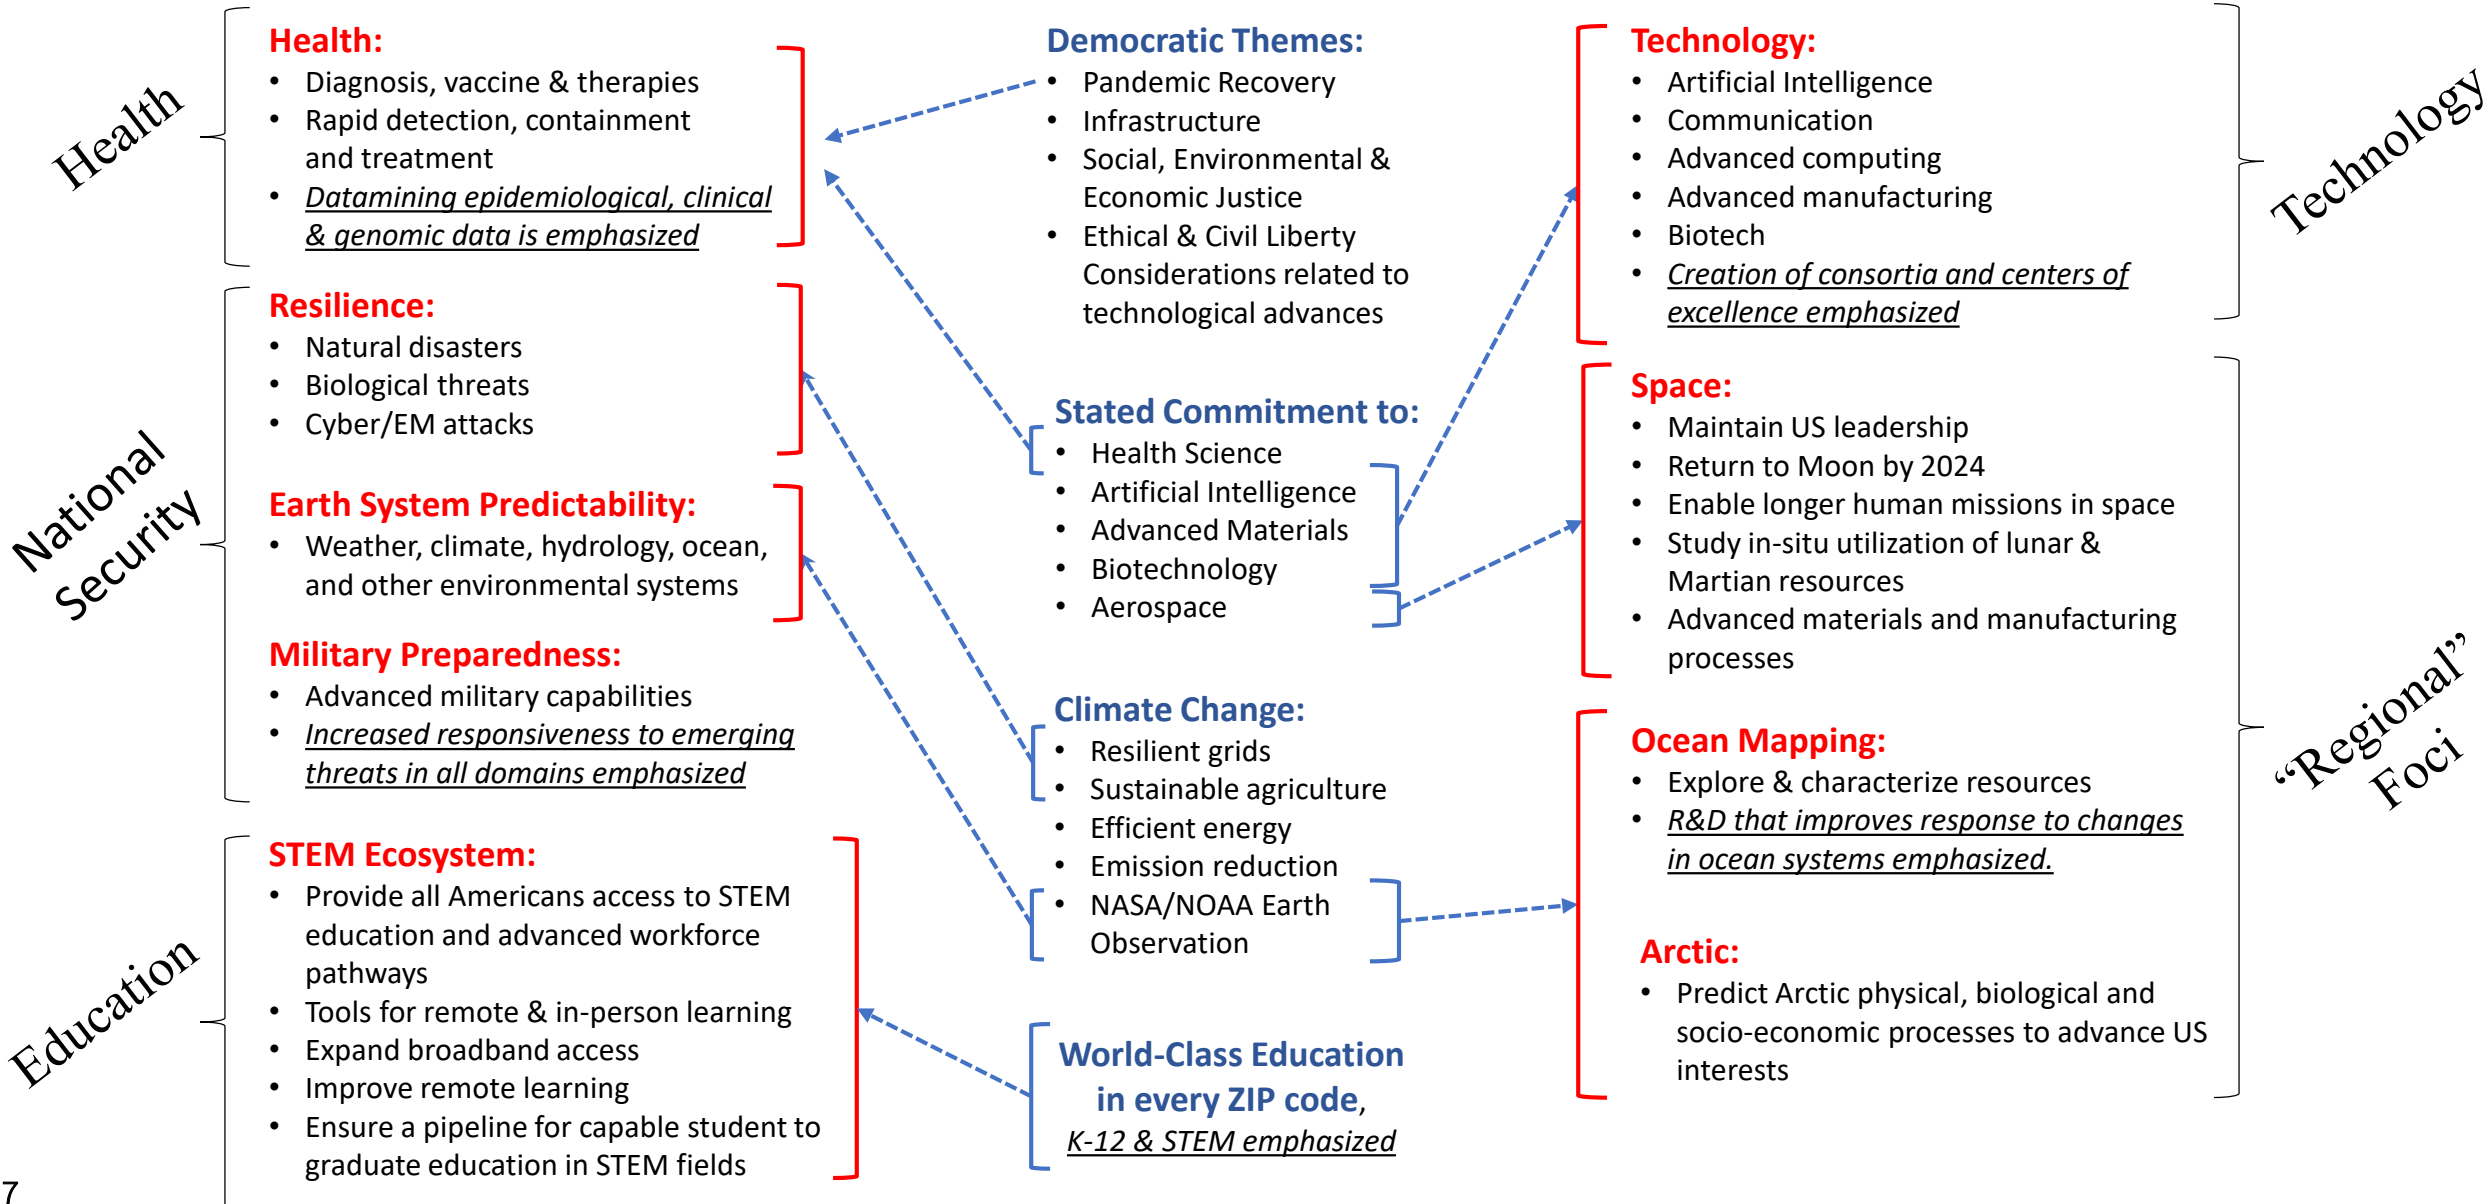 Health
Health:
• Diagnosis, vaccine & therapies
• Rapid detection, containment
and treatment
• Datamining epidemiological, clinical
& genomic data is emphasized
National
Security
Resilience:
• Natural disasters
• Biological threats
• Cyber/EM attacks
Earth System Predictability:
• Weather, climate, hydrology, ocean,
and other environmental systems
Military Preparedness:
• Advanced military capabilities
• Increased responsiveness to emerging
threats in all domains emphasized
Education
STEM Ecosystem:
• Provide all Americans access to STEM
education and advanced workforce
pathways
• Tools for remote & in-person learning
• Expand broadband access
• Improve remote learning
• Ensure a pipeline for capable student to
graduate education in STEM fields
Democratic Themes:
• Pandemic Recovery
• Infrastructure
• Social, Environmental &
Economic Justice
• Ethical & Civil Liberty
Considerations related to
technological advances
Stated Commitment to:
• Health Science
• Artificial Intelligence
• Advanced Materials
• Biotechnology
• Aerospace
Climate Change:
• Resilient grids
• Sustainable agriculture
• Efficient energy
• Emission reduction
• NASA/NOAA Earth
Observation
World-Class Education
in every ZIP code,
K-12 & STEM emphasized
Technology:
• Artificial Intelligence
• Communication
• Advanced computing
• Advanced manufacturing
• Biotech
• Creation of consortia and centers of
excellence emphasized
Technology
Space:
• Maintain US leadership
• Return to Moon by 2024
• Enable longer human missions in space
• Study in-situ utilization of lunar &
Martian resources
• Advanced materials and manufacturing
processes
Ocean Mapping:
• Explore & characterize resources
• R&D that improves response to changes
in ocean systems emphasized.
Arctic:
• Predict Arctic physical, biological and
socio-economic processes to advance US
interests
“Regional”
Foci
7